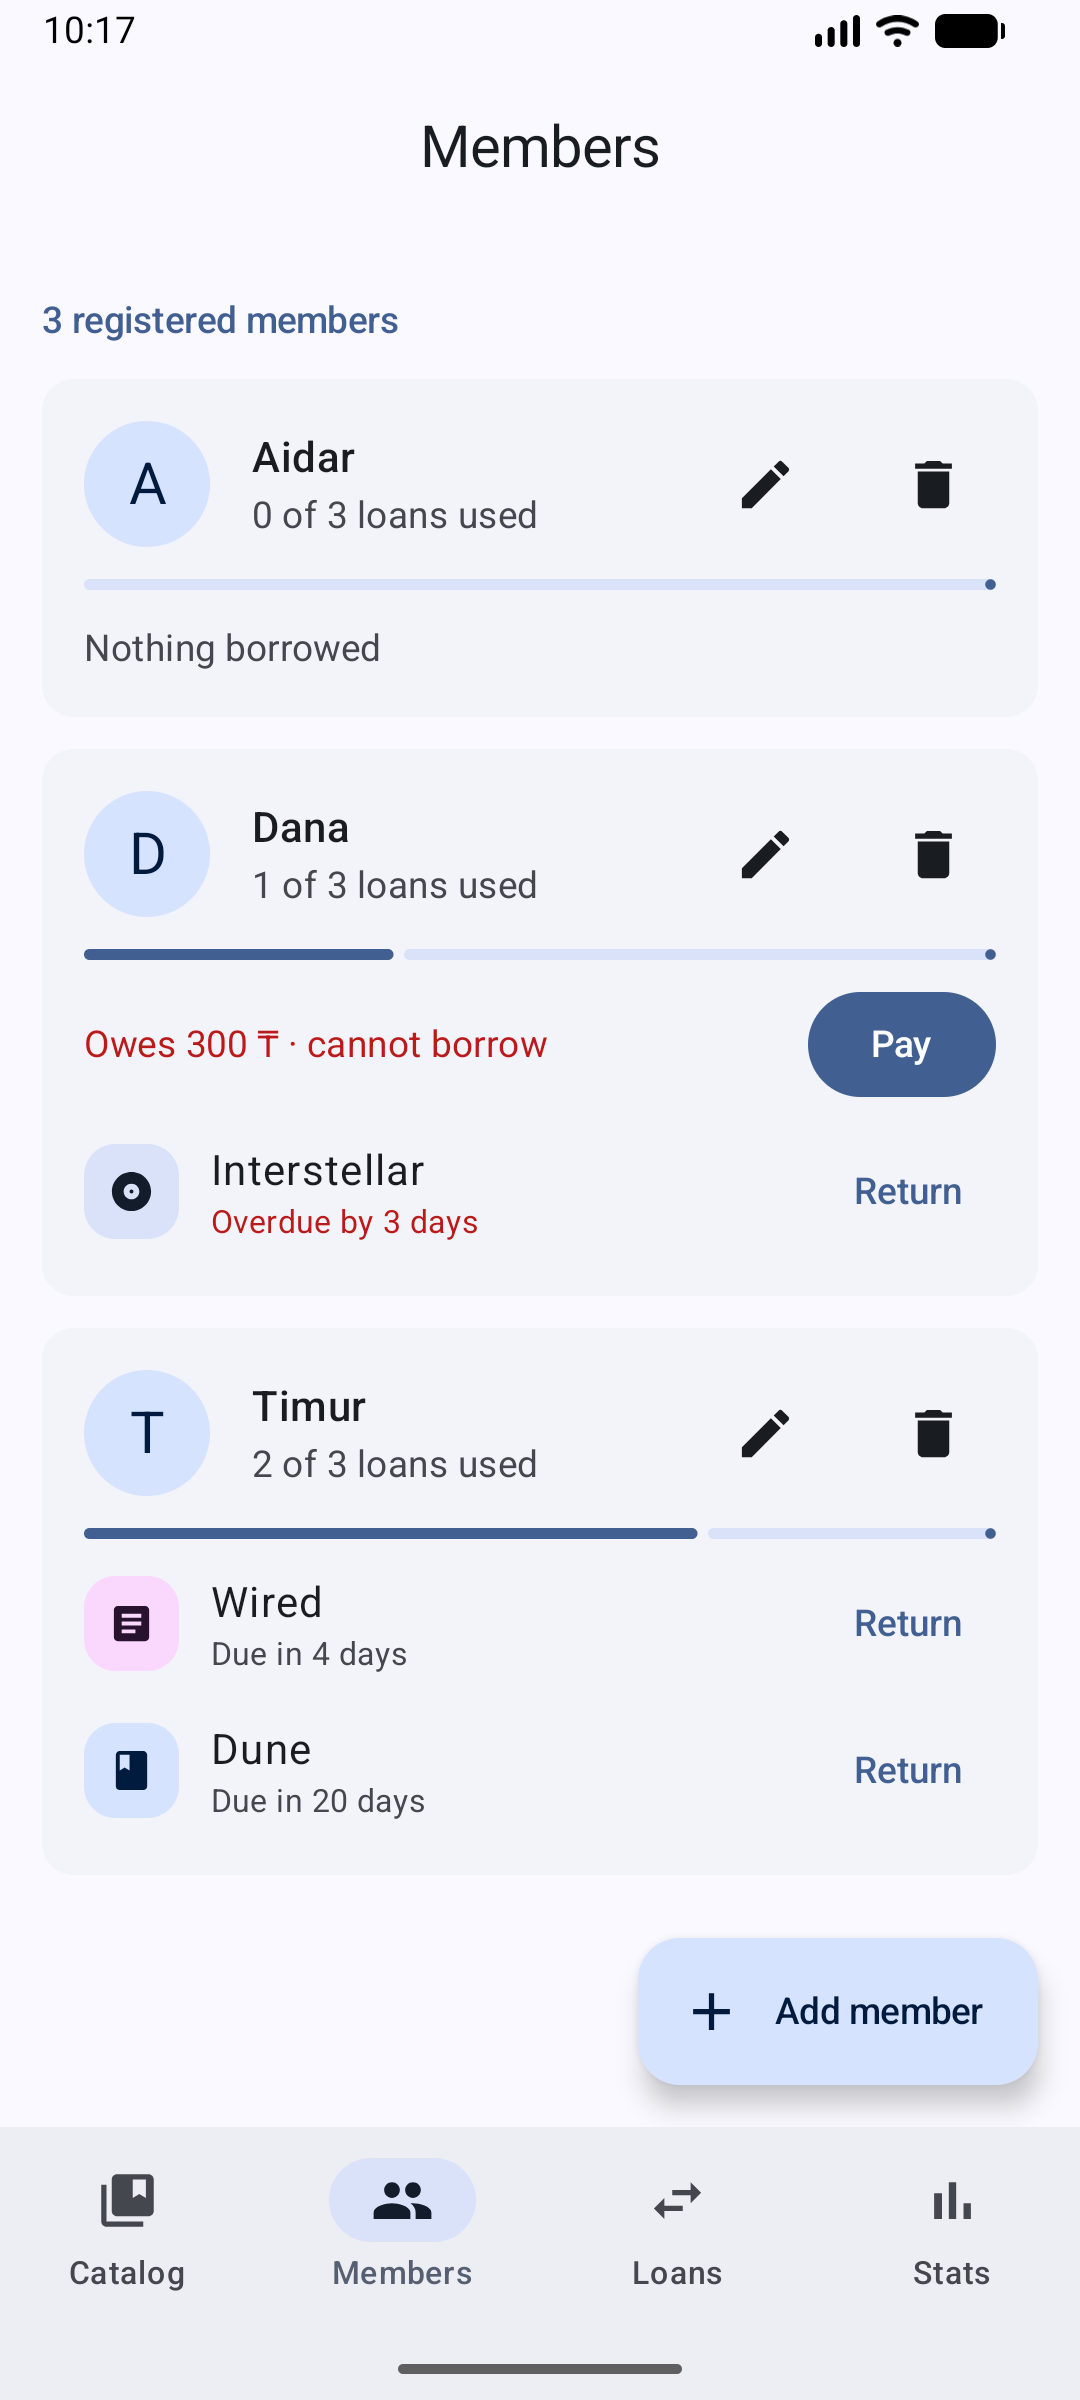 10:17
Members
3 registered members
A
Aidar
0 of 3 loans used
Nothing borrowed
D
Dana
1 of 3 loans used
Owes 300 ₸ · cannot borrow
Pay
Interstellar
Overdue by 3 days
Return
T
Timur
2 of 3 loans used
Wired
Due in 4 days
Return
Dune
Due in 20 days
Return
Add member
Catalog
Members
Loans
Stats